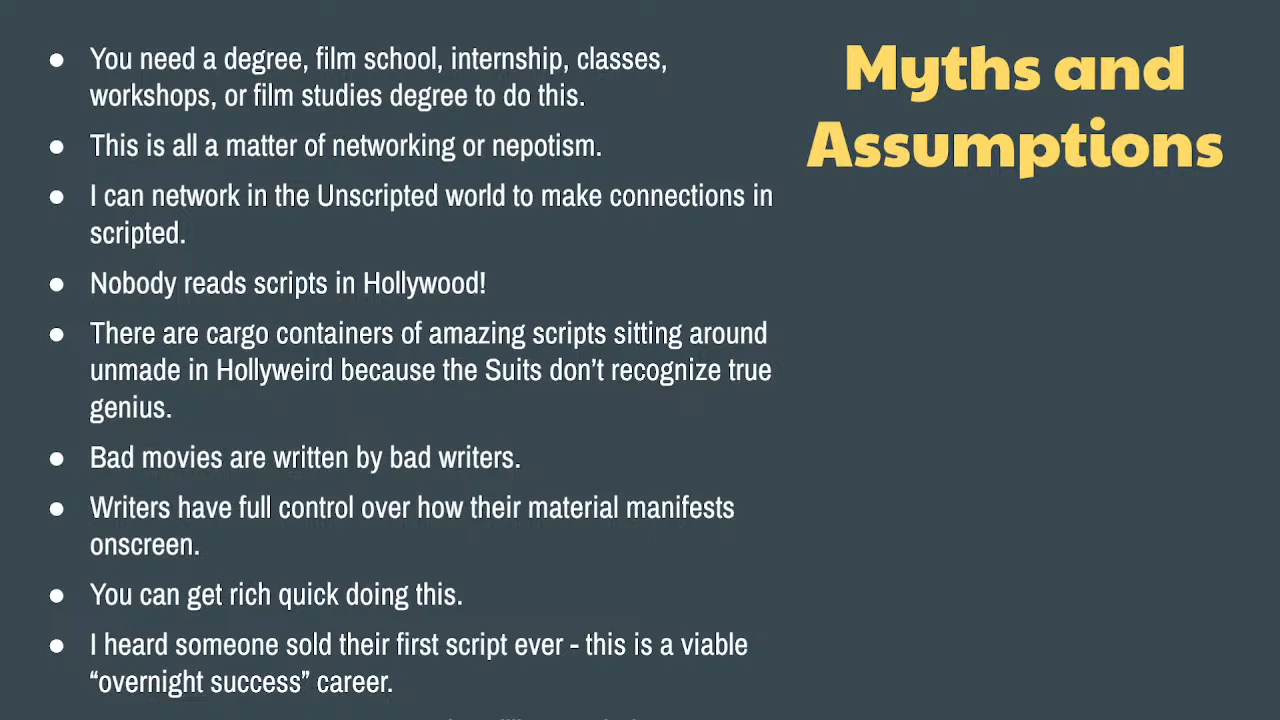 Myths and
Assumptions
● You need a degree, film school, internship, classes,
workshops, or film studies degree to do this.
● This is all a matter of networking or nepotism.
● I can network in the Unscripted world to make connections in
scripted.
● Nobody reads scripts in Hollywood!
● There are cargo containers of amazing scripts sitting around
unmade in Hollyweird because the Suits don’t recognize true
genius.
● Bad movies are written by bad writers.
● Writers have full control over how their material manifests
onscreen.
● You can get rich quick doing this.
● I heard someone sold their first script ever - this is a viable
“overnight success” career.